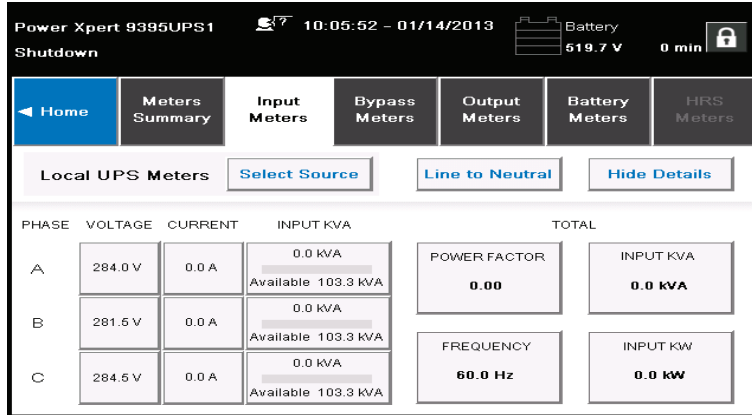 Power Xpert 9395UPS1 10:05:52 - 01/14/2013 Battery
Shutdown 519.7 V 0 min
◄ Home Meters Summary Input Meters Bypass Meters Output Meters Battery Meters HRS Meters
Local UPS Meters Select Source Line to Neutral Hide Details
PHASE VOLTAGE CURRENT INPUT KVA TOTAL
A 284.0 V 0.0 A 0.0 kVA
Available 103.3 kVA
B 281.5 V 0.0 A 0.0 kVA
Available 103.3 kVA
C 284.5 V 0.0 A 0.0 kVA
Available 103.3 kVA
POWER FACTOR
0.00
INPUT KVA
0.0 kVA
FREQUENCY
60.0 Hz
INPUT KW
0.0 kW